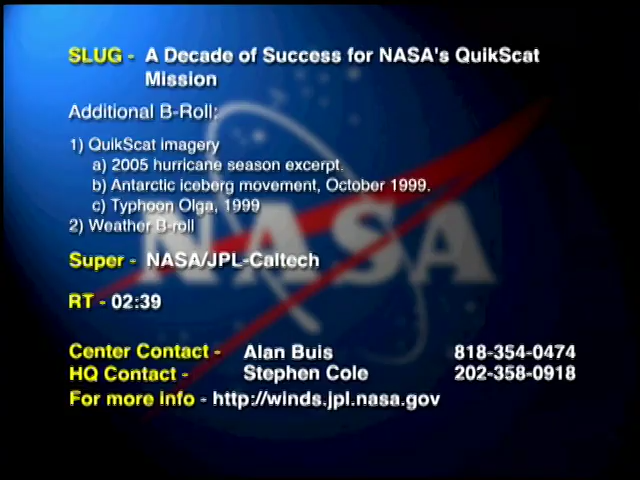 SLUG - A Decade of Success for NASA's QuikScat
Mission
Additional B-Roll:
1) QuikScat imagery
a) 2005 hurricane season excerpt.
b) Antarctic iceberg movement, October 1999.
c) Typhoon Olga, 1999
2) Weather B-roll
NASA
Super - NASA/JPL-Caltech
RT - 02:39
Center Contact - Alan Buis 818-354-0474
HQ Contact - Stephen Cole 202-358-0918
For more info - http://winds.jpl.nasa.gov